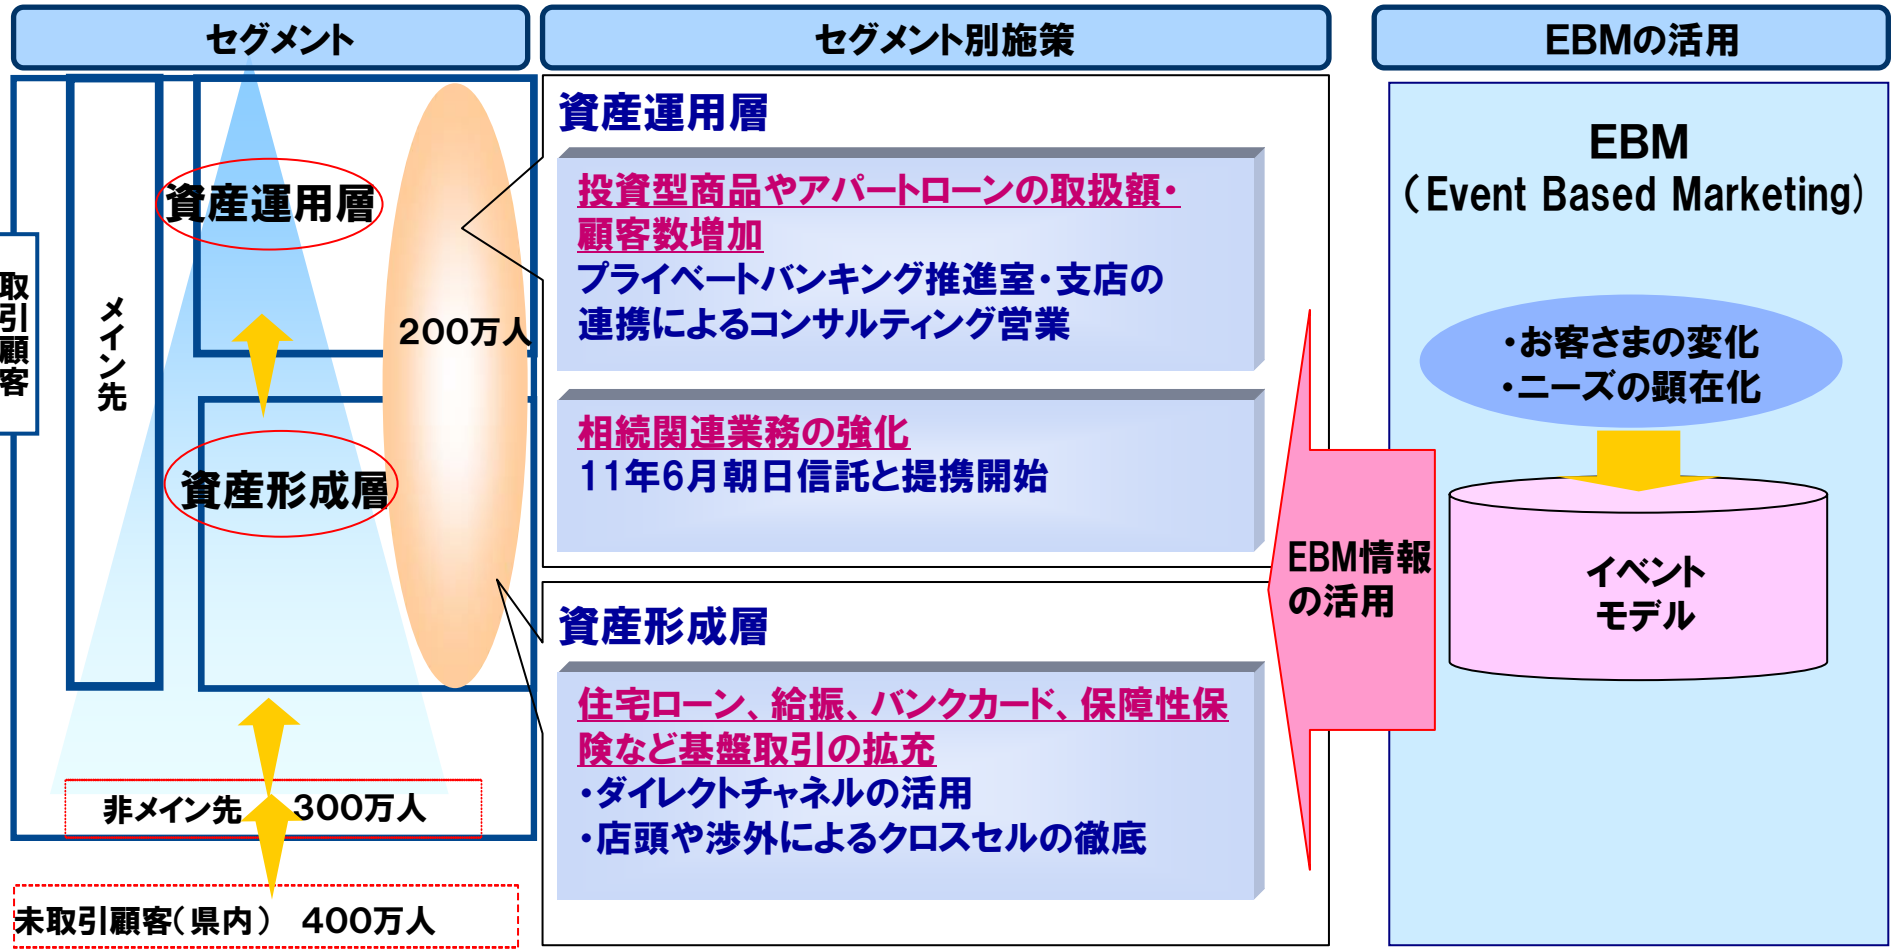 セグメント
セグメント別施策
EBMの活用
取引顧客
メイン先
資産運用層
200万人
資産形成層
非メイン先 300万人
未取引顧客(県内) 400万人
資産運用層
投資型商品やアパートローンの取扱額・
顧客数増加
プライベートバンキング推進室・支店の
連携によるコンサルティング営業
相続関連業務の強化
11年6月朝日信託と提携開始
資産形成層
住宅ローン、給振、バンクカード、保障性保
険など基盤取引の拡充
・ダイレクトチャネルの活用
・店頭や渉外によるクロスセルの徹底
EBM情報
の活用
EBM
(Event Based Marketing)
・お客さまの変化
・ニーズの顕在化
イベント
モデル